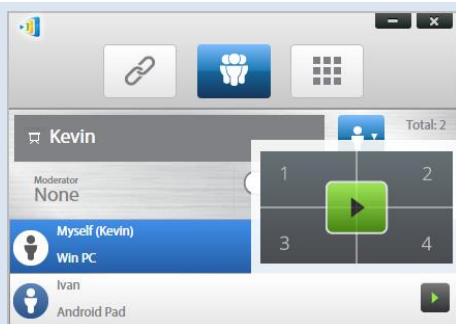 Kevin
Total: 2
Moderator
None
1
2
3
4
Myself (Kevin)
Win PC
Ivan
Android Pad